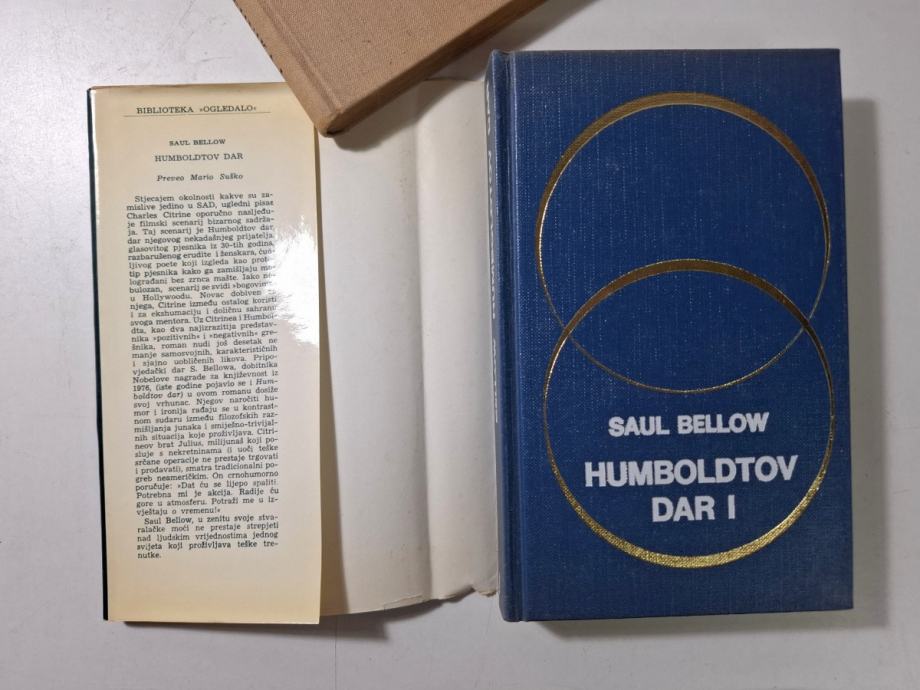 BIBLIOTEKA »OGLEDALO«
SAUL BELLOW
HUMBOLDTOV DAR
Preveo Mario Suško
Stjecajem okolnosti kakve su za-
mislive jedino u SAD, ugledni pisac
Charles Citrine oporučno nasljeđu-
je filmski scenarij bizarnog sadrža-
ja. Taj scenarij je Humboldtov dar,
dar njegovog nekadašnjeg prijatelja,
glasovitog pjesnika iz 30-tih godina,
razbarušenog erudite i ženskara, ćud-
ljivog poete koji izgleda kao proto-
tip pjesnika kako ga zamišljaju ma-
lograđani bez zrnca mašte. Iako ne-
bulozan, scenarij se svidi »bogovima«
u Hollywoodu. Novac dobiven
njega, Citrine između ostalog koristi
i za ekshumaciju i doličnu sahranu
svoga mentora. Uz Citrinea i Humbol-
dta, kao dva najizrazitija predstav-
nika »pozitivnih« i »negativnih« gre-
šnika, roman nudi još desetak ne
manje samosvojnih, karakterističnih
i sjajno uobličenih likova. Pripo-
vjedački dar S. Bellowa, dobitnika
Nobelove nagrade za književnost iz
1976, (iste godine pojavio se i Hum-
boldtov dar) u ovom romanu dosiže
svoj vrhunac. Njegov naročiti hu-
mor i ironija rađaju se u kontrast-
nom sudaru između filozofskih raz-
mišljanja junaka i smiješno-trivijal-
nih situacija koje proživljava. Citri-
neov brat Julius, milijunaš koji po-
sluje s nekretninama (i uoči teške
srčane operacije ne prestaje trgovati
i prodavati), smatra tradicionalni po-
greb neameričkim. On crnohumorno
poručuje: »Dat ću se lijepo spaliti.
Potrebna mi je akcija. Radije ću
gore u atmosferu. Potraži me u iz-
vještaju o vremenu!«
Saul Bellow, u zenitu svoje stva-
ralačke moći ne prestaje strepjeti
nad ljudskim vrijednostima jednog
svijeta koji proživljava teške tre-
nutke.
SAUL BELLOW
HUMBOLDTOV
DAR I